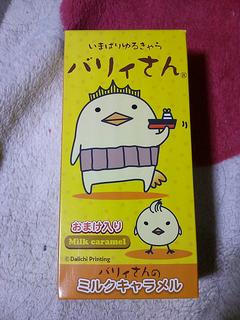 いまばりゆるきゃら
バリィさん®
おまけ入り
Milk caramel
©Daiichi Printing
バリィさんの
ミルクキャラメル